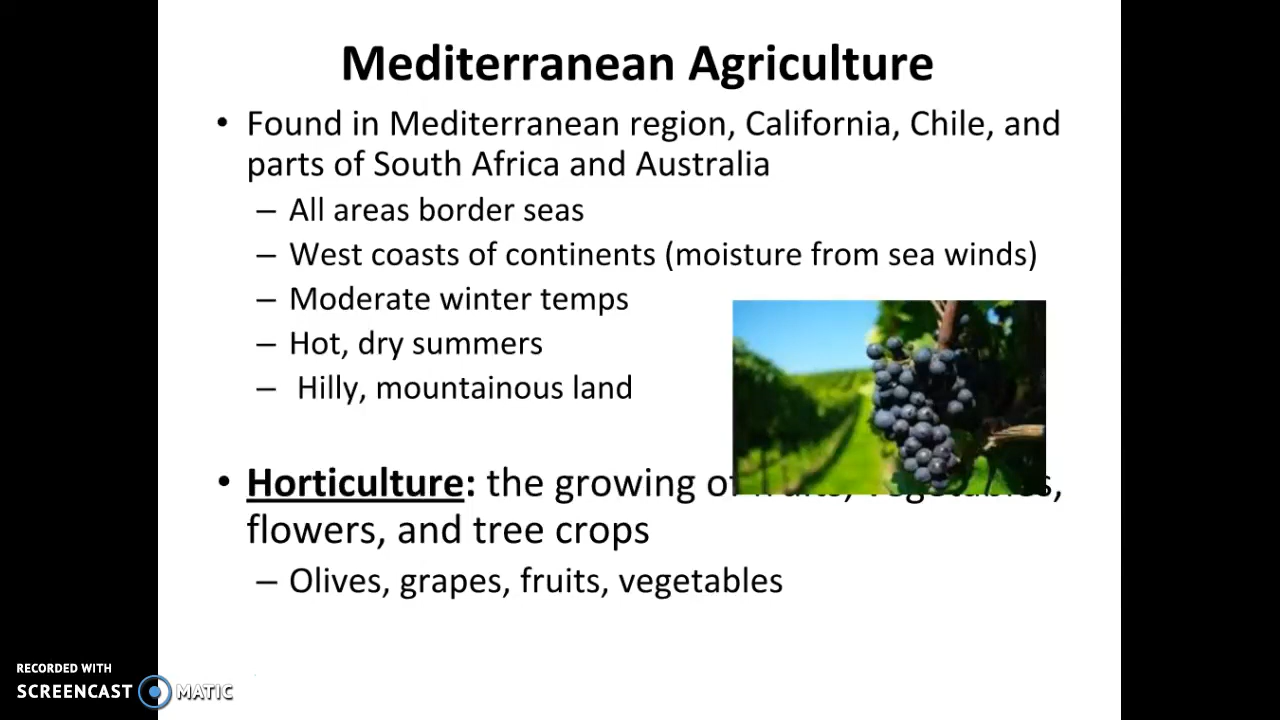 Mediterranean Agriculture
• Found in Mediterranean region, California, Chile, and
parts of South Africa and Australia
– All areas border seas
– West coasts of continents (moisture from sea winds)
– Moderate winter temps
– Hot, dry summers
– Hilly, mountainous land
• Horticulture: the growing of fruits, vegetables,
flowers, and tree crops
– Olives, grapes, fruits, vegetables
RECORDED WITH
SCREENCAST MATIC